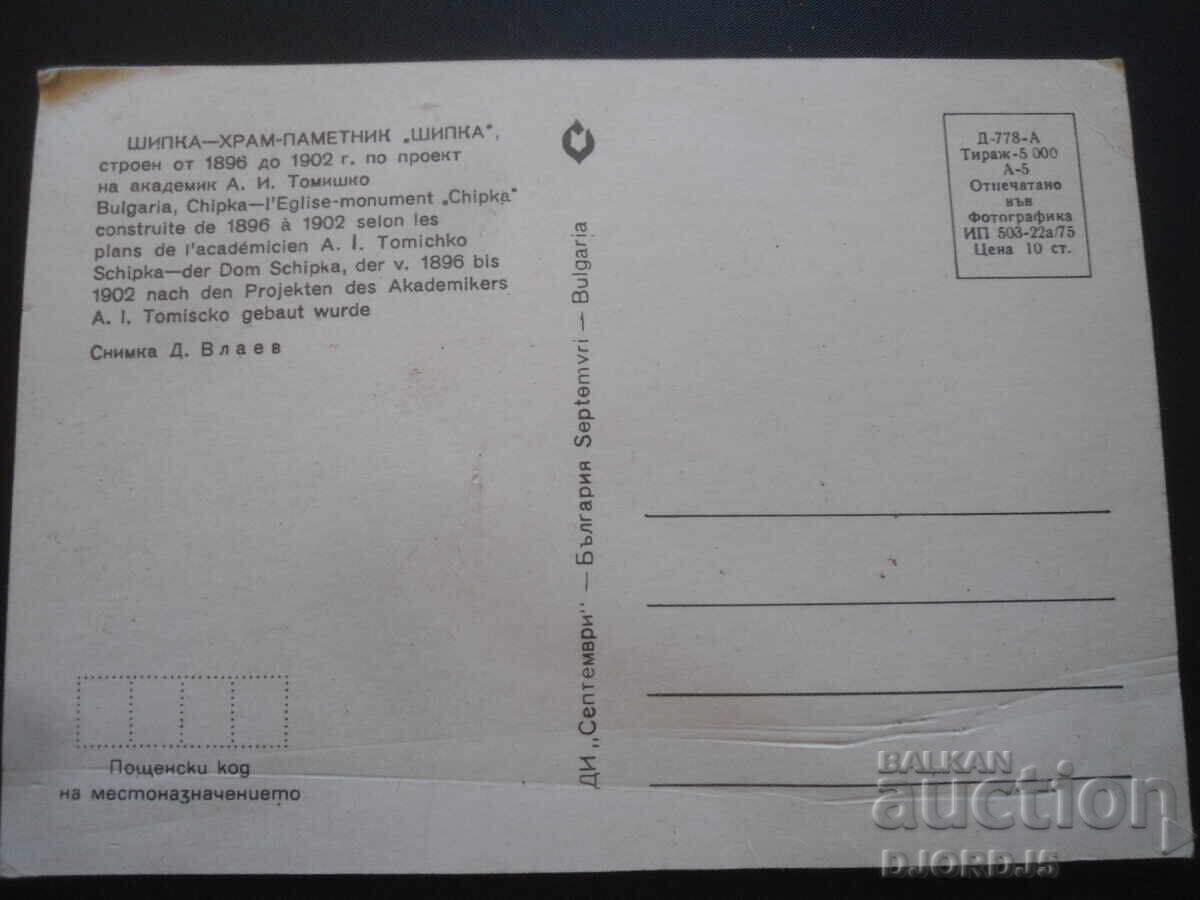 ШИПКА—ХРАМ-ПАМЕТНИК „ШИПКА",
строен от 1896 до 1902 г. по проект
на академик А. И. Томишко
Bulgaria, Chipka—l'Eglise-monument „Chipka"
construite de 1896 à 1902 selon les
plans de l'académicien A. I. Tomichko
Schipka—der Dom Schipka, der v. 1896 bis
1902 nach den Projekten des Akademikers
A. I. Tomiscko gebaut wurde
Снимка Д. Влаев
Пощенски код
на местоназначението
ДИ „Септември" — България Septemvri — Bulgaria
Д-778-А
Тираж-5 000
А-5
Отпечатано
във
Фотографика
ИП 503-22а/75
Цена 10 ст.
BALKAN
auction
DJORDJ5